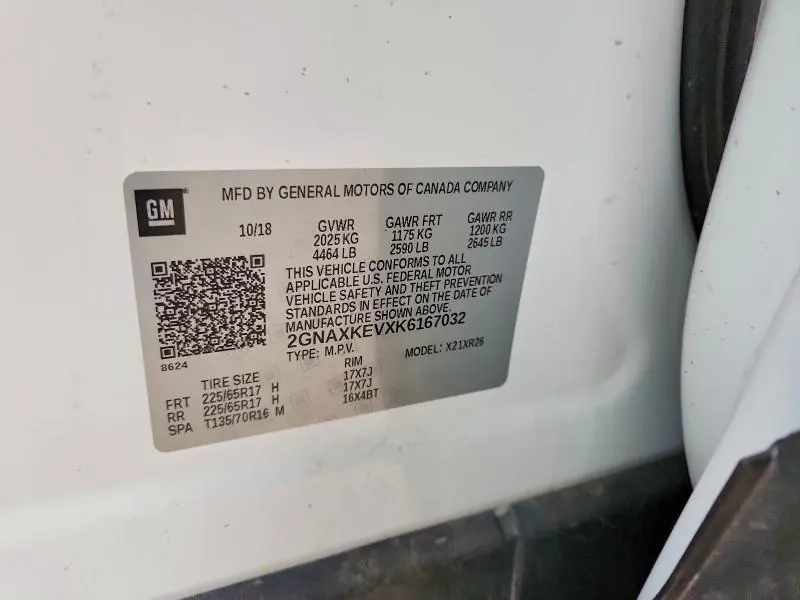 GM
MFD BY GENERAL MOTORS OF CANADA COMPANY
10/18 GVWR GAWR FRT GAWR RR
2025 KG 1175 KG 1200 KG
4464 LB 2590 LB 2645 LB
THIS VEHICLE CONFORMS TO ALL
APPLICABLE U.S. FEDERAL MOTOR
VEHICLE SAFETY AND THEFT PREVENTION
STANDARDS IN EFFECT ON THE DATE OF
MANUFACTURE SHOWN ABOVE.
2GNAXKEVXK6167032
TYPE: M.P.V. MODEL: X21XR26
8624
TIRE SIZE RIM
FRT 225/65R17 H 17X7J
RR 225/65R17 H 17X7J
SPA T135/70R16 M 16X4BT